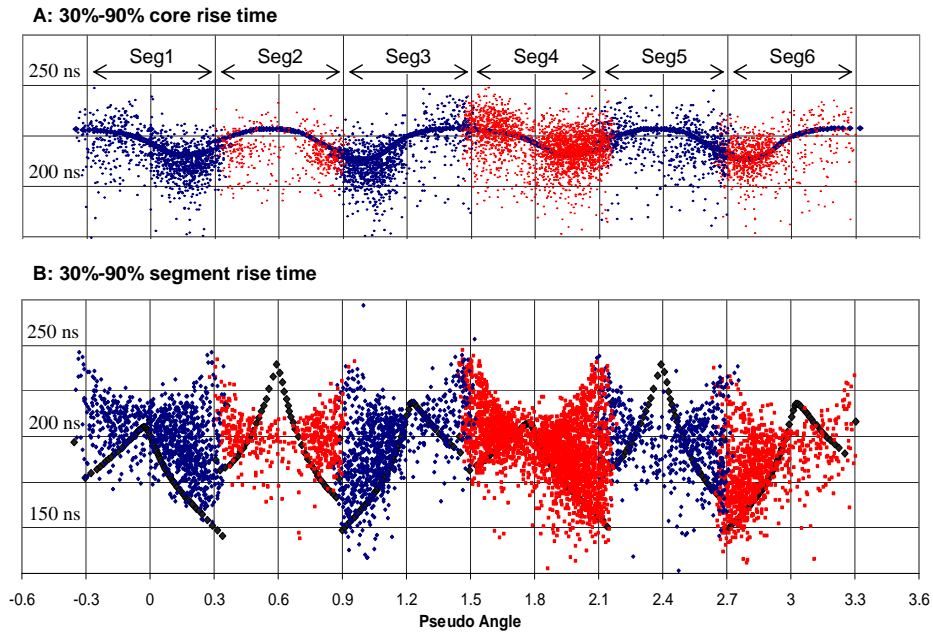 A: 30%-90% core rise time
Seg1 Seg2 Seg3 Seg4 Seg5 Seg6
250 ns
200 ns
B: 30%-90% segment rise time
250 ns
200 ns
150 ns
-0.6 -0.3 0 0.3 0.6 0.9 1.2 1.5 1.8 2.1 2.4 2.7 3 3.3 3.6
Pseudo Angle